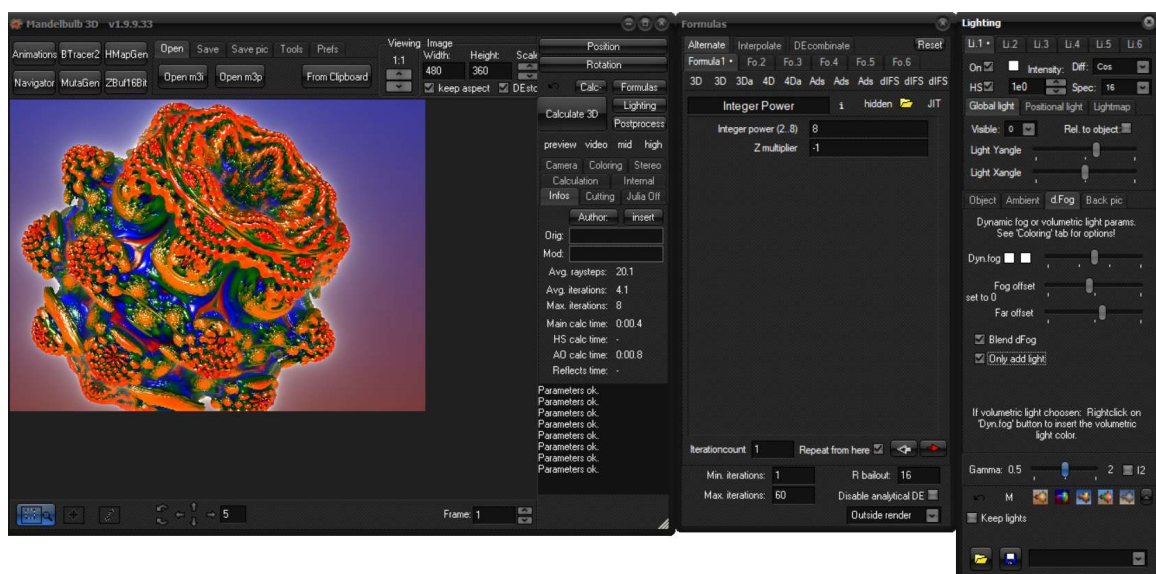 Mandelbulb 3D v1.9.9.33
Animations BTracer2 HMapGen
Navigator MutaGen ZBuf16Bit
Open Save Save pic Tools Prefs
Open m3i Open m3p From Clipboard
Viewing Image
1:1 Width: Height: Scale
480 360
keep aspect DEstc
Position
Rotation
Calc- Formulas
Calculate 3D Lighting
Postprocess
preview video mid high
Camera Coloring Stereo
Calculation Internal
Infos Cutting Julia Off
Author: insert
Orig:
Mod:
Avg. raysteps: 20.1
Avg. iterations: 4.1
Max. iterations: 8
Main calc time: 0:00.4
HS calc time: -
AO calc time: 0:00.8
Reflects time: -
Parameters ok.
Parameters ok.
Parameters ok.
Parameters ok.
Parameters ok.
Parameters ok.
Parameters ok.
Parameters ok.
5
Frame: 1
Formulas
Alternate Interpolate DEcombinate Reset
Formula1 • Fo.2 Fo.3 Fo.4 Fo.5 Fo.6
3D 3D 3Da 4D 4Da Ads Ads Ads dIFS dIFS dIFS
Integer Power i hidden JIT
Integer power (2..8) 8
Z multiplier -1
Iterationcount 1 Repeat from here
Min. iterations: 1 R bailout: 16
Max. iterations: 60 Disable analytical DE
Outside render
Lighting
Li.1 • Li.2 Li.3 Li.4 Li.5 Li.6
On Intensity: Diff: Cos
HS 1e0 Spec: 16
Global light Positional light Lightmap
Visible: 0 Rel. to object:
Light Yangle
Light Xangle
Object Ambient d.Fog Back pic
Dynamic fog or volumetric light params.
See 'Coloring' tab for options!
Dyn.fog
Fog offset
set to 0
Far offset
Blend dFog
Only add light
If volumetric light choosen: Rightclick on
'Dyn.fog' button to insert the volumetric
light color.
Gamma: 0.5 2 I2
M
Keep lights